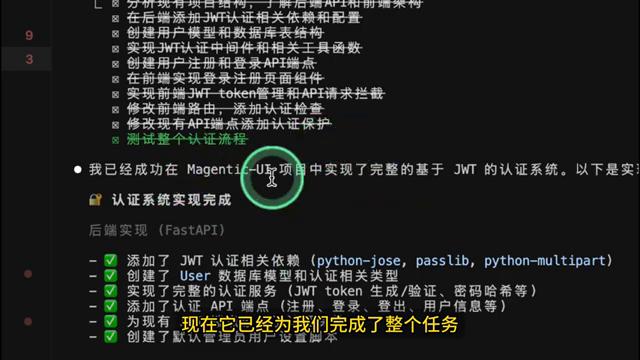 分析现有项目结构，了解后端API和前端架构
在后端添加JWT认证相关依赖和配置
9
创建用户模型和数据库表结构
实现JWT认证中间件和相关工具函数
3
创建用户注册和登录API端点
在前端实现登录注册页面组件
实现前端JWT token管理和API请求拦截
修改前端路由，添加认证检查
修改现有API端点添加认证保护
测试整个认证流程
● 我已经成功在 Magentic-UI 项目中实现了完整的基于 JWT 的认证系统。以下是实
🔐 认证系统实现完成
后端实现 (FastAPI)
- ✅ 添加了 JWT 认证相关依赖 (python-jose, passlib, python-multipart)
- ✅ 创建了 User 数据库模型和认证相关类型
- ✅ 实现了完整的认证服务 (JWT token 生成/验证、密码哈希等)
- ✅ 添加了认证 API 端点 (注册、登录、登出、用户信息等)
- ✅ 为现有
现在它已经为我们完成了整个任务
- ✅ 创建了默认管理员用户设置脚本